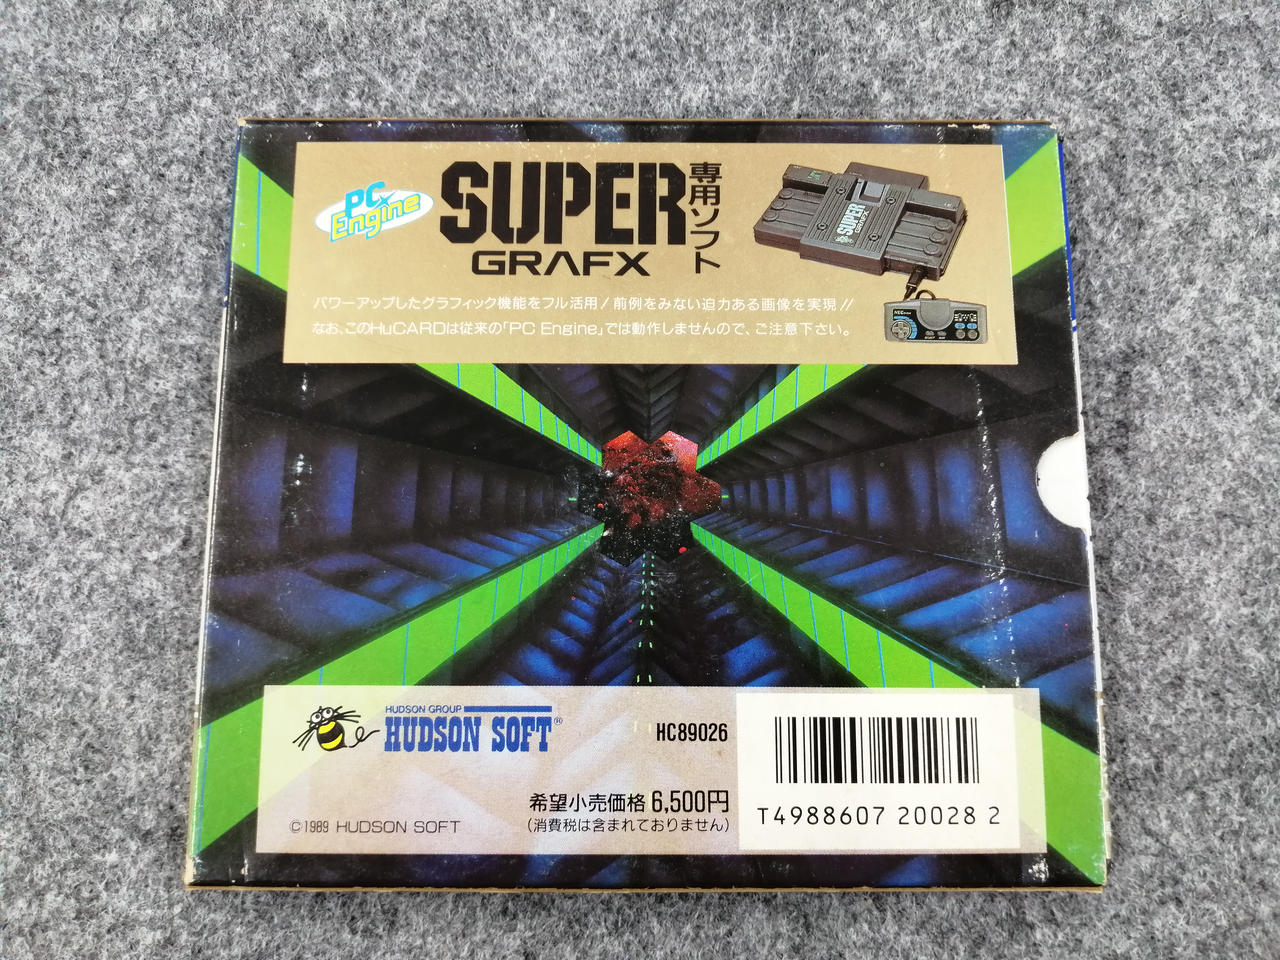 PC Engine
SUPER
GRAFX
専用ソフト
SUPER
GRAFX
パワーアップしたグラフィック機能をフル活用!前例をみない迫力ある画像を実現!!
なお、このHuCARDは従来の「PC Engine」では動作しませんので、ご注意下さい。
NEC
HUDSON GROUP
HUDSON SOFT®
HC89026
希望小売価格 6,500円
(消費税は含まれておりません)
©1989 HUDSON SOFT
T4988607 20028 2